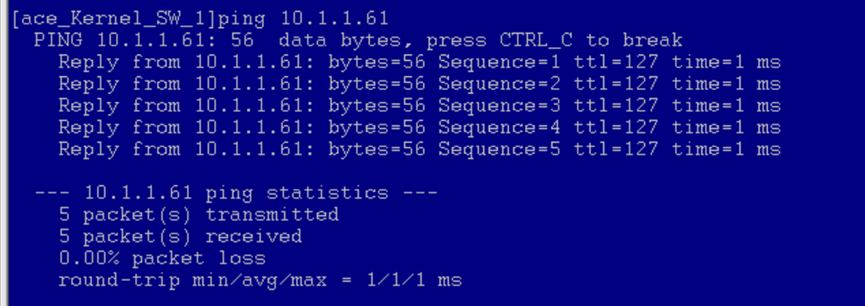 [ace_Kernel_SW_1]ping 10.1.1.61
PING 10.1.1.61: 56  data bytes, press CTRL_C to break
Reply from 10.1.1.61: bytes=56 Sequence=1 ttl=127 time=1 ms
Reply from 10.1.1.61: bytes=56 Sequence=2 ttl=127 time=1 ms
Reply from 10.1.1.61: bytes=56 Sequence=3 ttl=127 time=1 ms
Reply from 10.1.1.61: bytes=56 Sequence=4 ttl=127 time=1 ms
Reply from 10.1.1.61: bytes=56 Sequence=5 ttl=127 time=1 ms
--- 10.1.1.61 ping statistics ---
5 packet(s) transmitted
5 packet(s) received
0.00% packet loss
round-trip min/avg/max = 1/1/1 ms